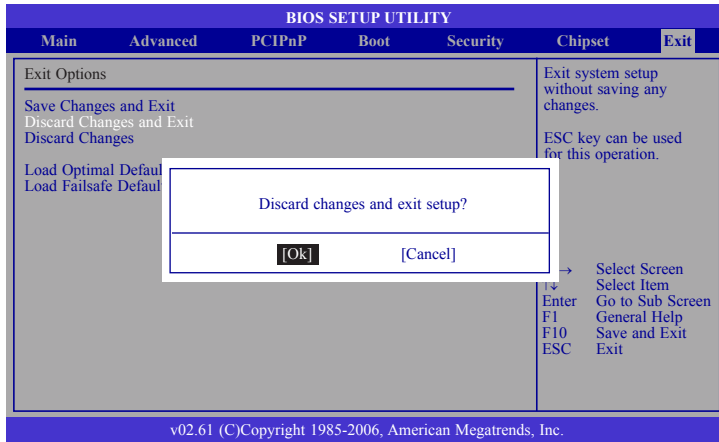 BIOS SETUP UTILITY
Main Advanced PCIPnP Boot Security Chipset Exit
Exit Options
Save Changes and Exit
Discard Changes and Exit
Discard Changes
Load Optimal Defaul
Load Failsafe Defaul
Discard changes and exit setup?
[Ok] [Cancel]
Exit system setup
without saving any
changes.
ESC key can be used
for this operation.
→ Select Screen
↑↓ Select Item
Enter Go to Sub Screen
F1 General Help
F10 Save and Exit
ESC Exit
v02.61 (C)Copyright 1985-2006, American Megatrends, Inc.